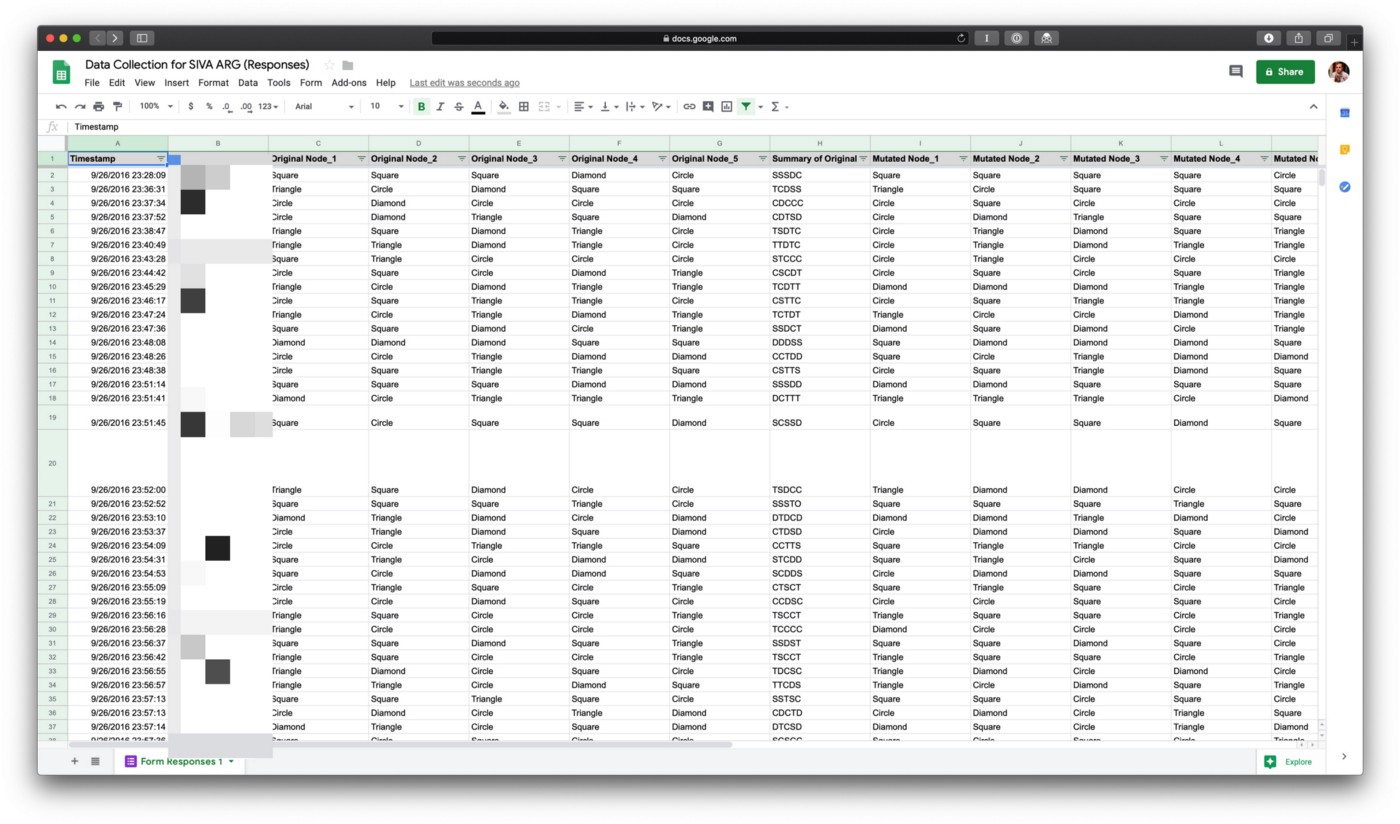 docs.google.com
Data Collection for SIVA ARG (Responses)
File Edit View Insert Format Data Tools Form Add-ons Help Last edit was seconds ago
Share
100% $ % .0 .00 123 Arial 10 B I S A
fx Timestamp
A B C D E F G H I J K L
1 Timestamp Original Node_1 Original Node_2 Original Node_3 Original Node_4 Original Node_5 Summary of Original Mutated Node_1 Mutated Node_2 Mutated Node_3 Mutated Node_4 Mutated
2 9/26/2016 23:28:09 Square Square Square Diamond Circle SSSDC Square Square Square Square Circle
3 9/26/2016 23:36:31 Triangle Circle Diamond Square Square TCDSS Triangle Circle Square Square Square
4 9/26/2016 23:37:34 Circle Diamond Circle Circle Circle CDCCC Circle Square Circle Circle Circle
5 9/26/2016 23:37:52 Circle Diamond Triangle Square Diamond CDTSD Circle Diamond Triangle Square Square
6 9/26/2016 23:38:47 Triangle Square Diamond Triangle Circle TSDTC Circle Triangle Diamond Square Circle
7 9/26/2016 23:40:49 Triangle Triangle Diamond Triangle Circle TTDTC Circle Triangle Diamond Triangle Triangle
8 9/26/2016 23:43:28 Square Triangle Circle Circle Circle STCCC Square Triangle Circle Square Circle
9 9/26/2016 23:44:42 Circle Square Circle Diamond Triangle CSCDT Circle Square Circle Square Triangle
10 9/26/2016 23:45:29 Triangle Circle Diamond Triangle Triangle TCDTT Diamond Diamond Diamond Triangle Triangle
11 9/26/2016 23:46:17 Circle Square Triangle Triangle Circle CSTTC Circle Square Triangle Triangle Triangle
12 9/26/2016 23:47:24 Triangle Circle Triangle Diamond Triangle TCTDT Triangle Circle Circle Diamond Triangle
13 9/26/2016 23:47:36 Square Square Diamond Circle Triangle SSDCT Diamond Square Diamond Circle Triangle
14 9/26/2016 23:48:08 Diamond Diamond Diamond Square Square DDDSS Square Diamond Diamond Diamond Square
15 9/26/2016 23:48:26 Circle Circle Triangle Diamond Diamond CCTDD Square Circle Triangle Diamond Diamond
16 9/26/2016 23:48:38 Circle Square Triangle Triangle Square CSTTS Circle Diamond Triangle Triangle Square
17 9/26/2016 23:51:14 Square Square Square Diamond Diamond SSSDD Diamond Diamond Square Diamond Square
18 9/26/2016 23:51:41 Diamond Circle Triangle Triangle Triangle DCTTT Triangle Triangle Triangle Circle Diamond
19 9/26/2016 23:51:45 Square Circle Square Square Diamond SCSSD Circle Square Square Diamond Square
20 9/26/2016 23:52:00 Triangle Square Diamond Circle Circle TSDCC Triangle Diamond Diamond Circle Circle
21 9/26/2016 23:52:52 Square Square Square Triangle Circle SSSTO Square Square Circle Triangle Square
22 9/26/2016 23:53:10 Diamond Triangle Diamond Circle Diamond DTDCD Triangle Diamond Diamond Circle Diamond
23 9/26/2016 23:53:37 Circle Triangle Diamond Square Diamond CTDSD Circle Circle Diamond Diamond Diamond
24 9/26/2016 23:54:09 Circle Circle Triangle Triangle Square CCTTS Square Triangle Triangle Circle Square
25 9/26/2016 23:54:31 Square Triangle Circle Diamond Diamond STCDD Square Triangle Circle Square Diamond
26 9/26/2016 23:54:53 Square Circle Diamond Diamond Square SCDDS Circle Diamond Diamond Diamond Square
27 9/26/2016 23:55:09 Circle Triangle Square Circle Triangle CTSCT Square Triangle Square Circle Triangle
28 9/26/2016 23:55:19 Circle Circle Diamond Square Circle CCDSC Circle Circle Square Square Circle
29 9/26/2016 23:56:16 Triangle Square Circle Circle Triangle TSCCT Triangle Square Square Circle Triangle
30 9/26/2016 23:56:28 Triangle Circle Circle Circle Circle TCCCC Diamond Circle Circle Circle Circle
31 9/26/2016 23:56:37 Square Square Diamond Square Triangle SSDST Square Circle Diamond Square Circle
32 9/26/2016 23:56:42 Triangle Square Circle Circle Triangle TSCCT Triangle Square Square Circle Triangle
33 9/26/2016 23:56:55 Triangle Diamond Circle Square Circle TDCSC Triangle Diamond Circle Diamond Circle
34 9/26/2016 23:56:57 Triangle Triangle Circle Diamond Square TTCDS Triangle Circle Diamond Square Triangle
35 9/26/2016 23:57:13 Square Square Triangle Square Circle SSTSC Square Square Circle Square Circle
36 9/26/2016 23:57:13 Circle Diamond Circle Triangle Diamond CDCTD Circle Diamond Circle Triangle Square
37 9/26/2016 23:57:14 Diamond Triangle Circle Square Diamond DTCSD Diamond Square Circle Diamond Diamond
Form Responses 1 Explore